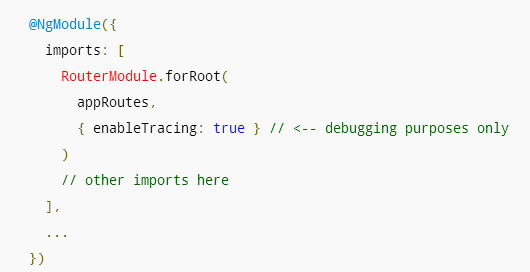 @NgModule({
  imports: [
    RouterModule.forRoot(
      appRoutes,
      { enableTracing: true } // <-- debugging purposes only
    )
    // other imports here
  ],
  ...
})